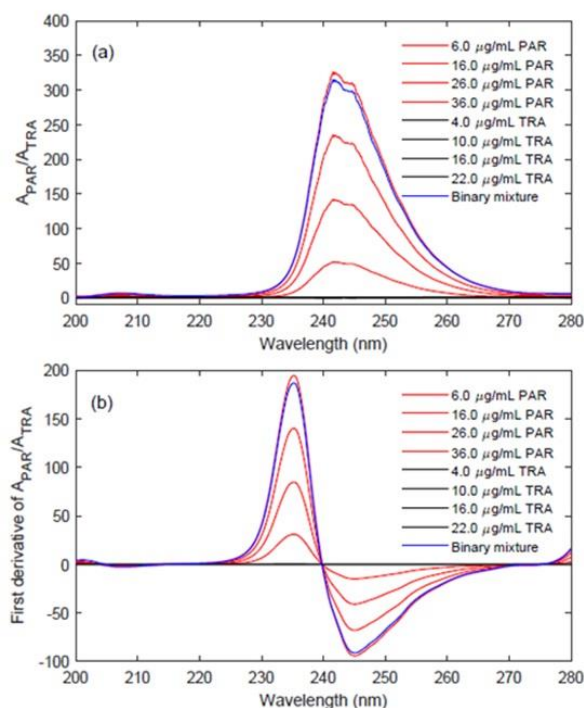 (a)
400
350
300
250
200
150
100
50
0
A_PAR/A_TRA
6.0 μg/mL PAR
16.0 μg/mL PAR
26.0 μg/mL PAR
36.0 μg/mL PAR
4.0 μg/mL TRA
10.0 μg/mL TRA
16.0 μg/mL TRA
22.0 μg/mL TRA
Binary mixture
200 210 220 230 240 250 260 270 280
Wavelength (nm)
(b)
200
150
100
50
0
-50
-100
First derivative of A_PAR/A_TRA
6.0 μg/mL PAR
16.0 μg/mL PAR
26.0 μg/mL PAR
36.0 μg/mL PAR
4.0 μg/mL TRA
10.0 μg/mL TRA
16.0 μg/mL TRA
22.0 μg/mL TRA
Binary mixture
200 210 220 230 240 250 260 270 280
Wavelength (nm)